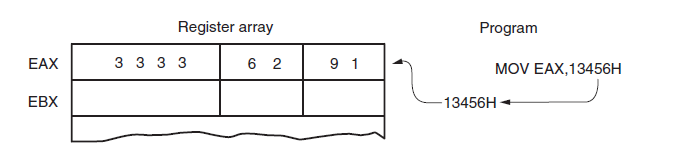 Register array
Program
EAX 3 3 3 3 6 2 9 1
MOV EAX,13456H
EBX
13456H